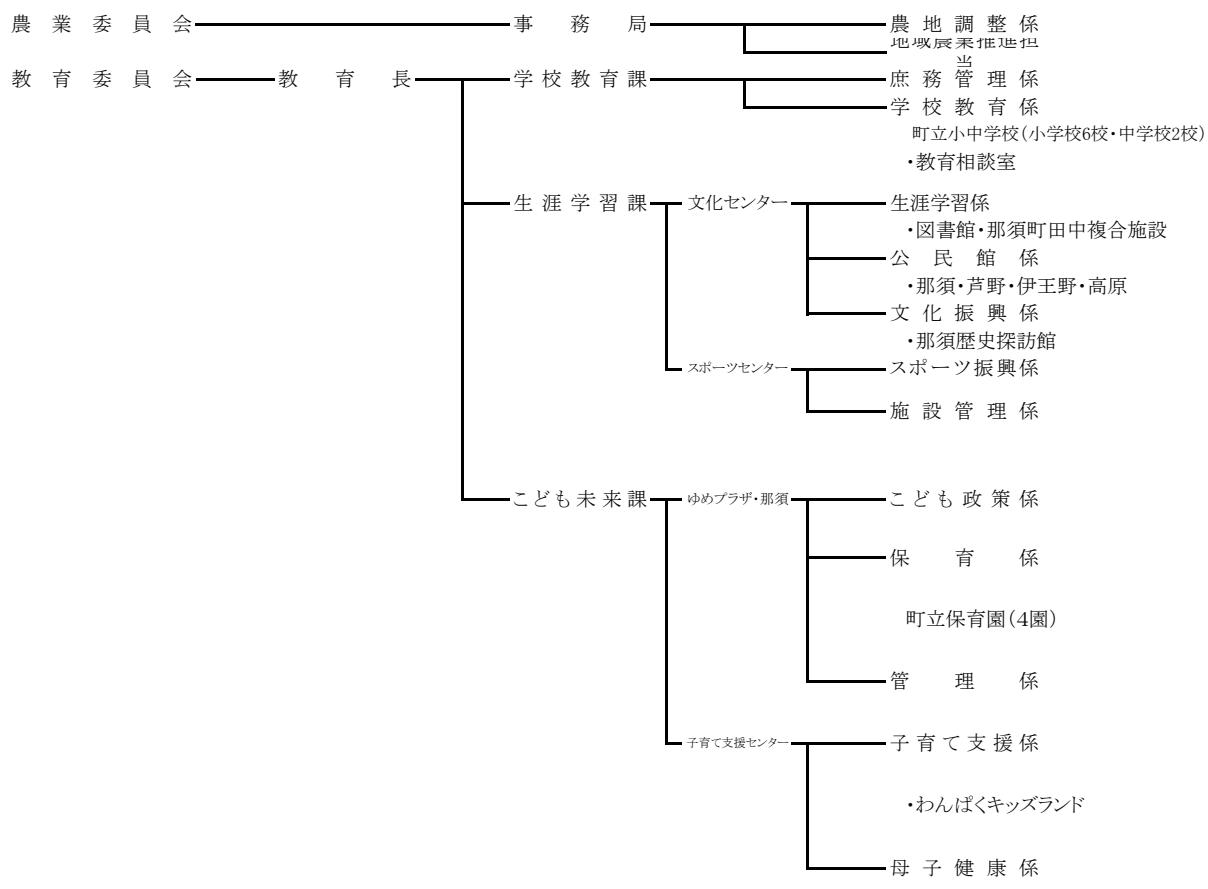 農業委員会 事務局 農地調整係
地域農業推進担
当
教育委員会 教育長 学校教育課 庶務管理係
学校教育係
町立小中学校(小学校6校・中学校2校)
・教育相談室
生涯学習課 文化センター 生涯学習係
・図書館・那須町田中複合施設
公民館係
・那須・芦野・伊王野・高原
文化振興係
・那須歴史探訪館
スポーツセンター スポーツ振興係
施設管理係
こども未来課 ゆめプラザ・那須 こども政策係
保育係
町立保育園(4園)
管理係
子育て支援センター 子育て支援係
・わんぱくキッズランド
母子健康係